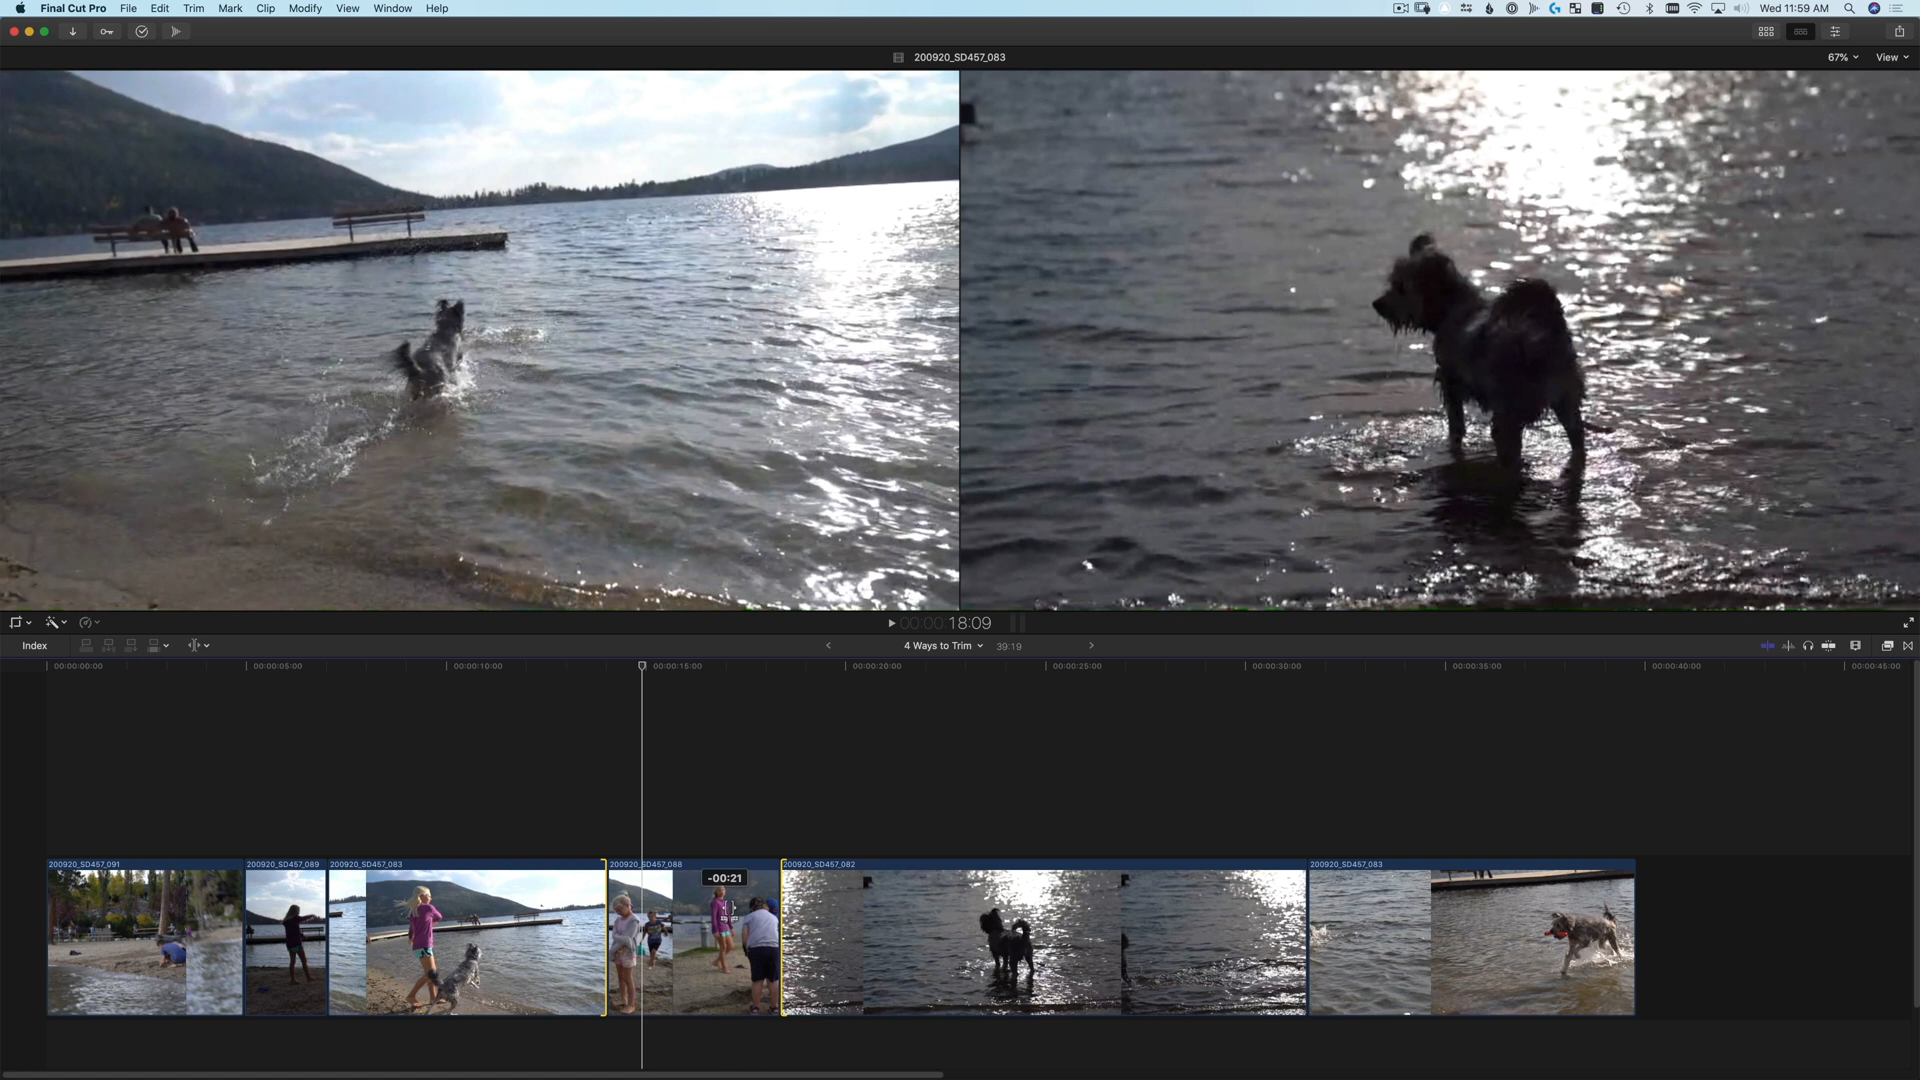 Final Cut Pro File Edit Trim Mark Clip Modify View Window Help Wed 11:59 AM
200920_SD457_083 67% View
00:00:00:18:09
Index 4 Ways to Trim 39:19
00:00:00:00 00:00:05:00 00:00:10:00 00:00:15:00 00:00:20:00 00:00:25:00 00:00:30:00 00:00:35:00 00:00:40:00 00:00:45:00
200920_SD457_091 200920_SD457_089 200920_SD457_083 200920_SD457_088 200920_SD457_082 200920_SD457_083
-00:21